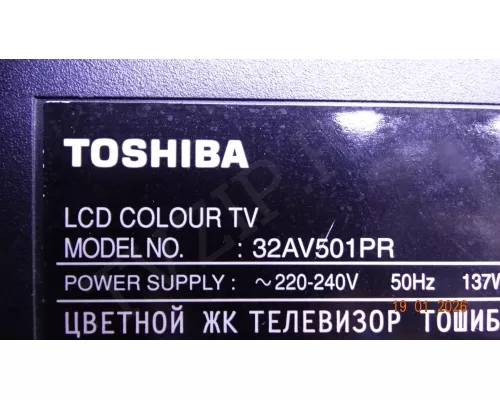 TOSHIBA
LCD COLOUR TV
MODEL NO. : 32AV501PR
POWER SUPPLY : ~220-240V 50Hz 137W
19 01 2026
ЦВЕТНОЙ ЖК ТЕЛЕВИЗОР ТОШИБ